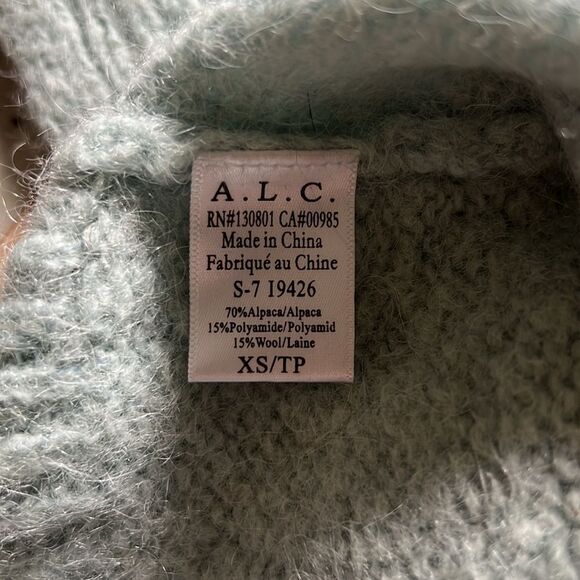 A.L.C.
RN#130801 CA#00985
Made in China
Fabriqué au Chine
S-7 I9426
70%Alpaca/Alpaca
15%Polyamide/Polyamid
15%Wool/Laine
XS/TP